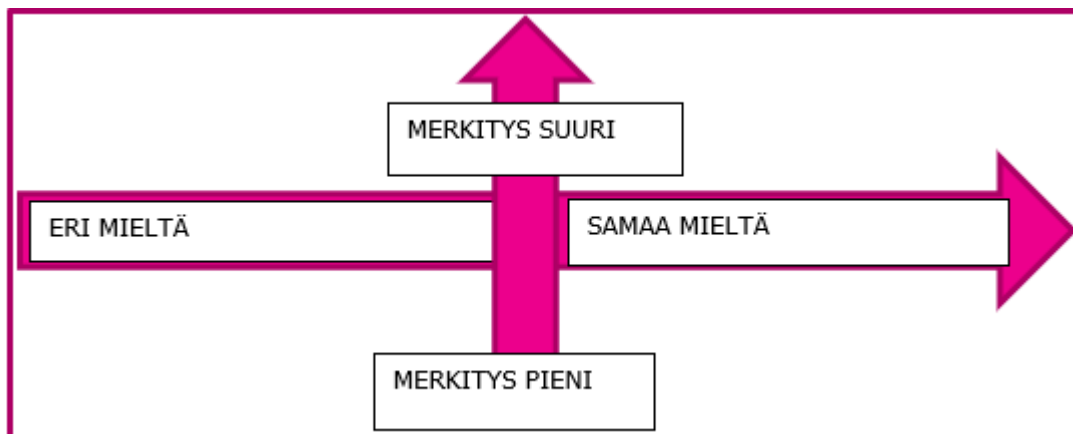 MERKITYS SUURI
ERI MIELTÄ
SAMAA MIELTÄ
MERKITYS PIENI